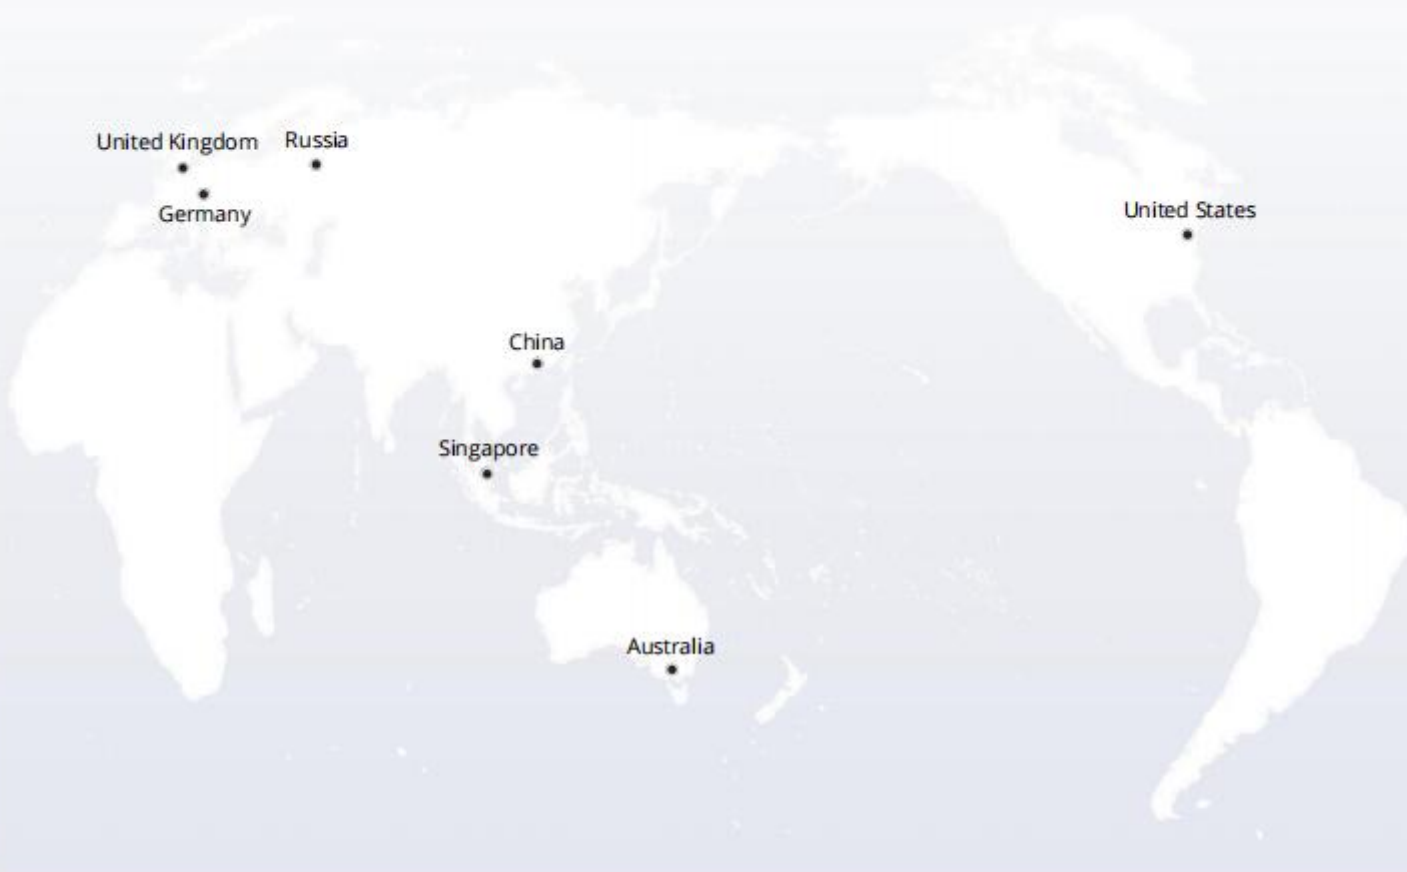 United Kingdom
Russia
Germany
United States
China
Singapore
Australia